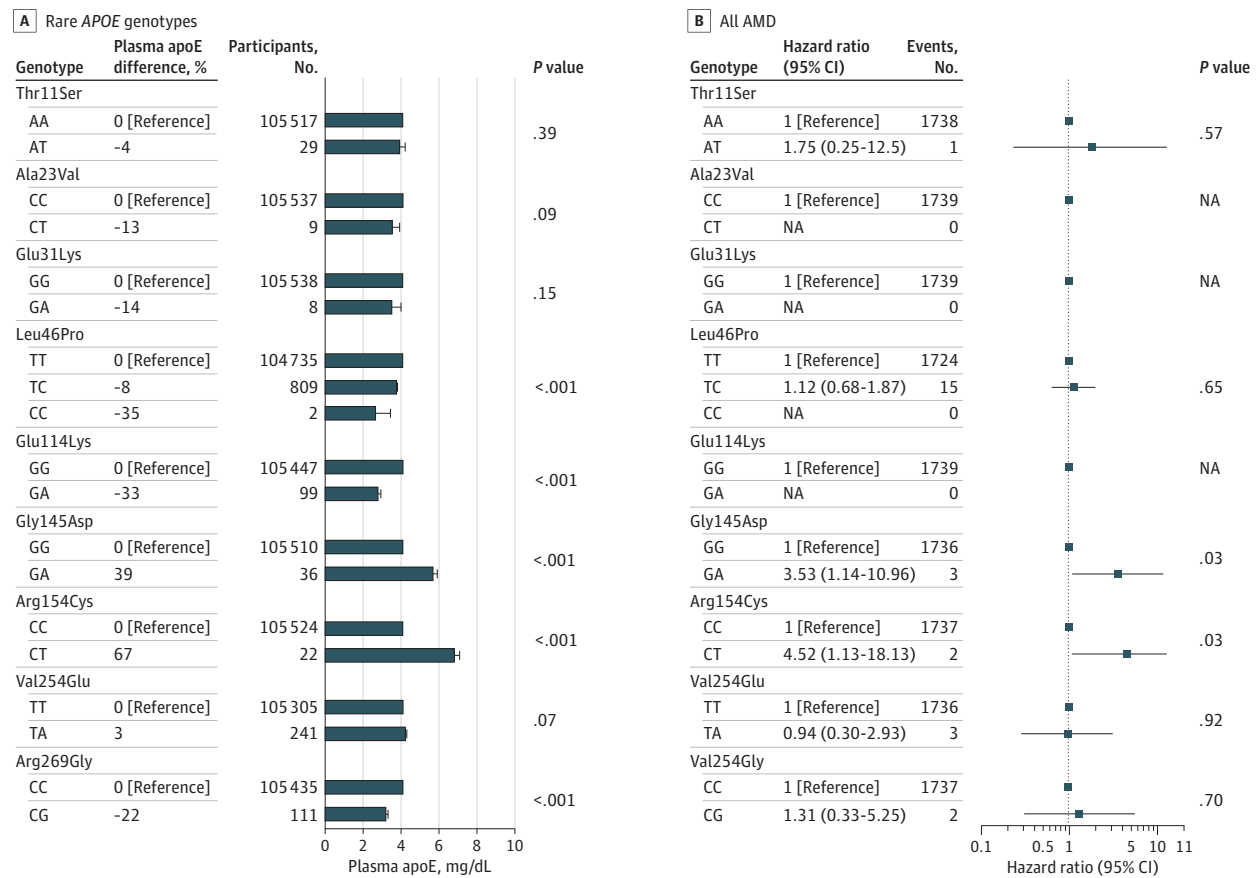 A Rare APOE genotypes
Genotype Plasma apoE difference, % Participants, No. P value
Thr11Ser
AA 0 [Reference] 105517
AT -4 29
.39
Ala23Val
CC 0 [Reference] 105537
CT -13 9
.09
Glu31Lys
GG 0 [Reference] 105538
GA -14 8
.15
Leu46Pro
TT 0 [Reference] 104735
TC -8 809 <.001
CC -35 2
Glu114Lys
GG 0 [Reference] 105447
GA -33 99
<.001
Gly145Asp
GG 0 [Reference] 105510
GA 39 36
<.001
Arg154Cys
CC 0 [Reference] 105524
CT 67 22
<.001
Val254Glu
TT 0 [Reference] 105305
TA 3 241
.07
Arg269Gly
CC 0 [Reference] 105435
CG -22 111
<.001
0 2 4 6 8 10
Plasma apoE, mg/dL
B All AMD
Genotype Hazard ratio (95% CI) Events, No. P value
Thr11Ser
AA 1 [Reference] 1738
AT 1.75 (0.25-12.5) 1
.57
Ala23Val
CC 1 [Reference] 1739 NA
CT NA 0
Glu31Lys
GG 1 [Reference] 1739 NA
GA NA 0
Leu46Pro
TT 1 [Reference] 1724
TC 1.12 (0.68-1.87) 15 .65
CC NA 0
Glu114Lys
GG 1 [Reference] 1739 NA
GA NA 0
Gly145Asp
GG 1 [Reference] 1736
GA 3.53 (1.14-10.96) 3
.03
Arg154Cys
CC 1 [Reference] 1737
CT 4.52 (1.13-18.13) 2
.03
Val254Glu
TT 1 [Reference] 1736
TA 0.94 (0.30-2.93) 3
.92
Val254Gly
CC 1 [Reference] 1737
CG 1.31 (0.33-5.25) 2
.70
0.1 0.5 1 5 10 11
Hazard ratio (95% CI)